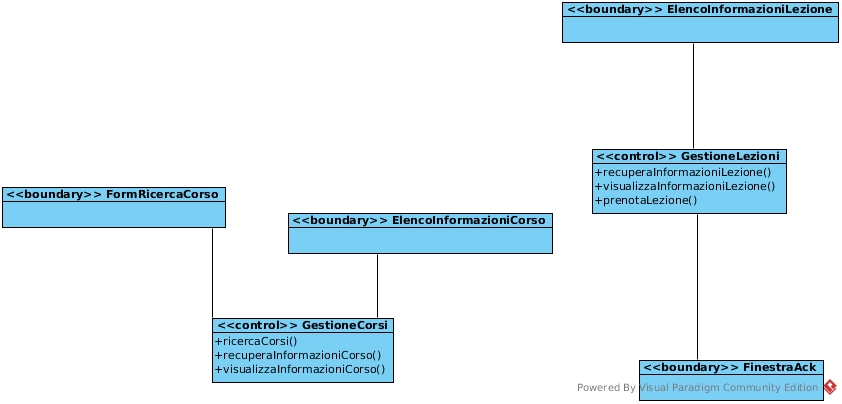 <<boundary>> ElencoInformazioniLezione
<<control>> GestioneLezioni
+recuperaInformazioniLezione()
+visualizzaInformazioniLezione()
+prenotaLezione()
<<boundary>> FormRicercaCorso
<<boundary>> ElencoInformazioniCorso
<<control>> GestioneCorsi
+ricercaCorsi()
+recuperaInformazioniCorso()
+visualizzaInformazioniCorso()
<<boundary>> FinestraAck
Powered By Visual Paradigm Community Edition